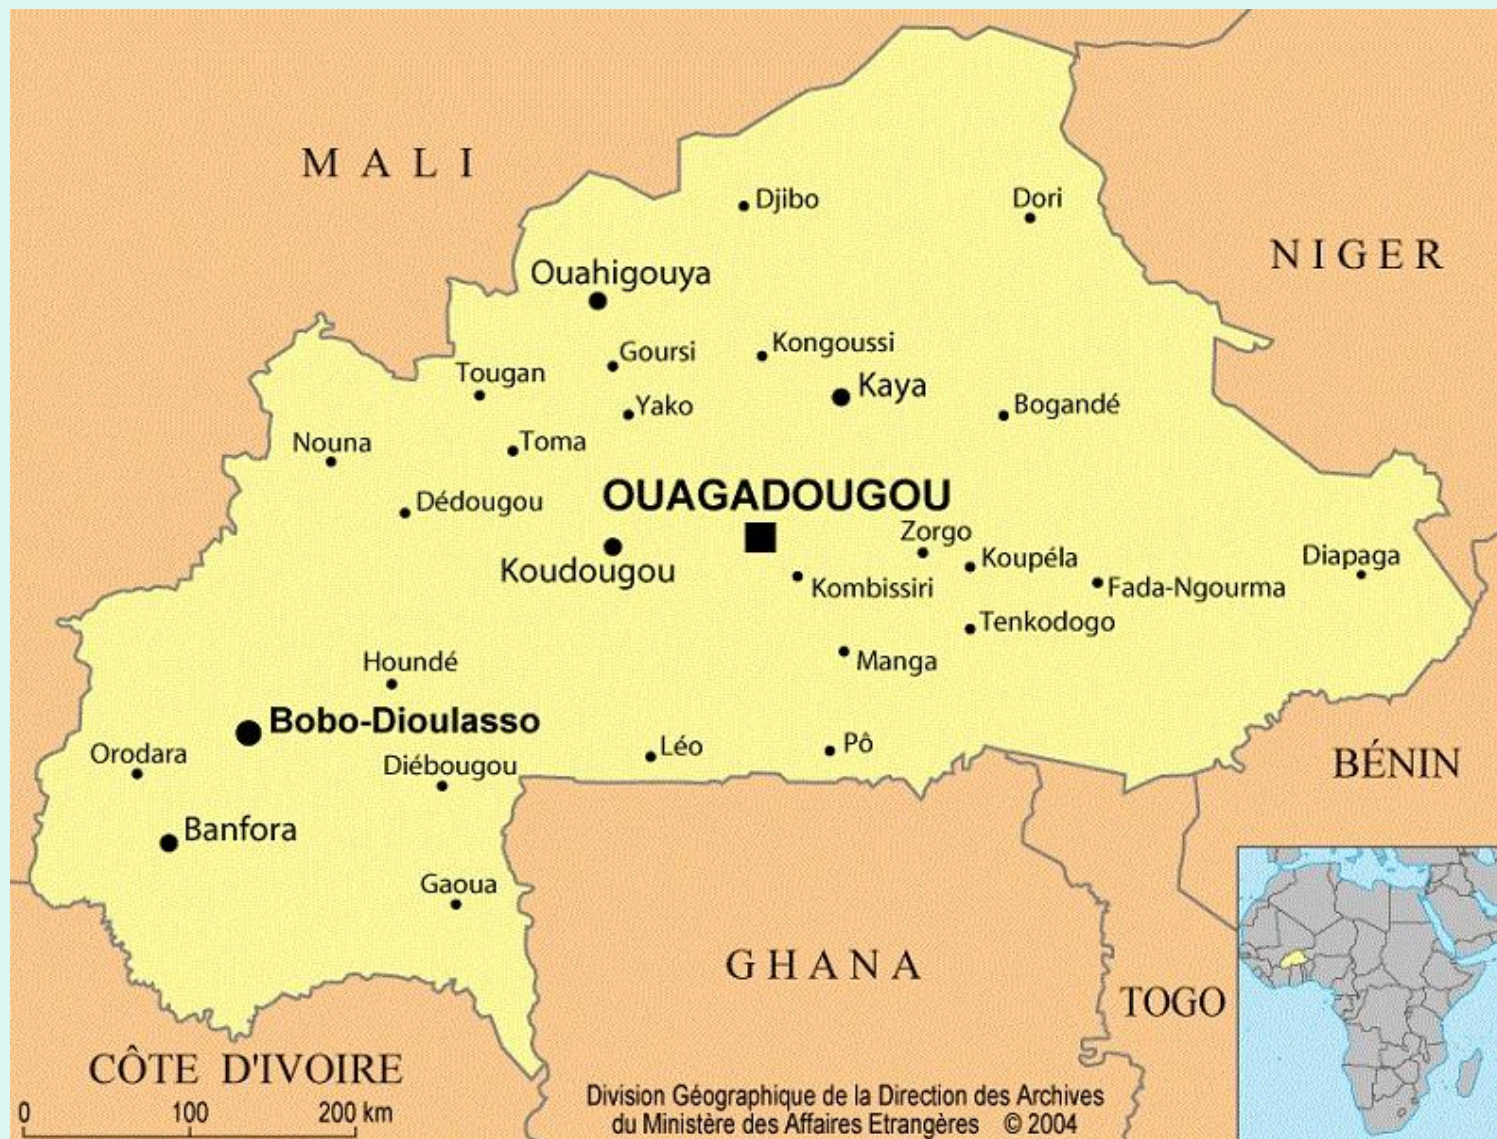 MALI
Djibo
Dori
NIGER
Ouahigouya
Goursi
Kongoussi
Tougan
Kaya
Yako
Bogandé
Nouna
Toma
OUAGADOUGOU
Dédougou
Zorgo
Koupéla
Diapaga
Koudougou
Kombissiri
Fada-Ngourma
Tenkodogo
Houndé
Manga
Bobo-Dioulasso
Orodara
Léo
Pô
Diébougou
BÉNIN
Banfora
Gaoua
GHANA
TOGO
CÔTE D'IVOIRE
0 100 200 km
Division Géographique de la Direction des Archives
du Ministère des Affaires Etrangères © 2004